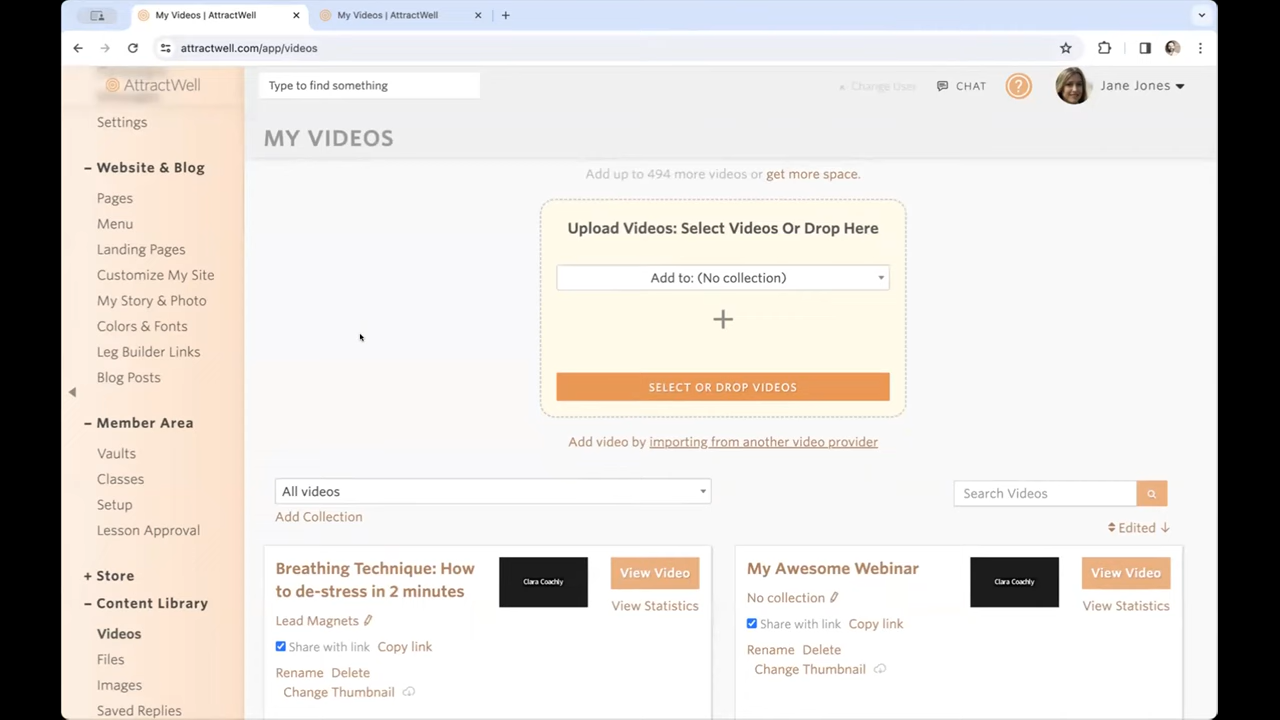 My Videos | AttractWell
My Videos | AttractWell
attractwell.com/app/videos
AttractWell
Type to find something
Change User
CHAT
?
Jane Jones
Settings
MY VIDEOS
– Website & Blog
Pages
Menu
Landing Pages
Customize My Site
My Story & Photo
Colors & Fonts
Leg Builder Links
Blog Posts
– Member Area
Vaults
Classes
Setup
Lesson Approval
+ Store
– Content Library
Videos
Files
Images
Saved Replies
Add up to 494 more videos or get more space.
Upload Videos: Select Videos Or Drop Here
Add to: (No collection)
SELECT OR DROP VIDEOS
Add video by importing from another video provider
All videos
Search Videos
Add Collection
Edited ↓
Breathing Technique: How
to de-stress in 2 minutes
Lead Magnets
Share with link Copy link
Rename Delete
Change Thumbnail
Clara Coachly
View Video
View Statistics
My Awesome Webinar
No collection
Share with link Copy link
Rename Delete
Change Thumbnail
Clara Coachly
View Video
View Statistics